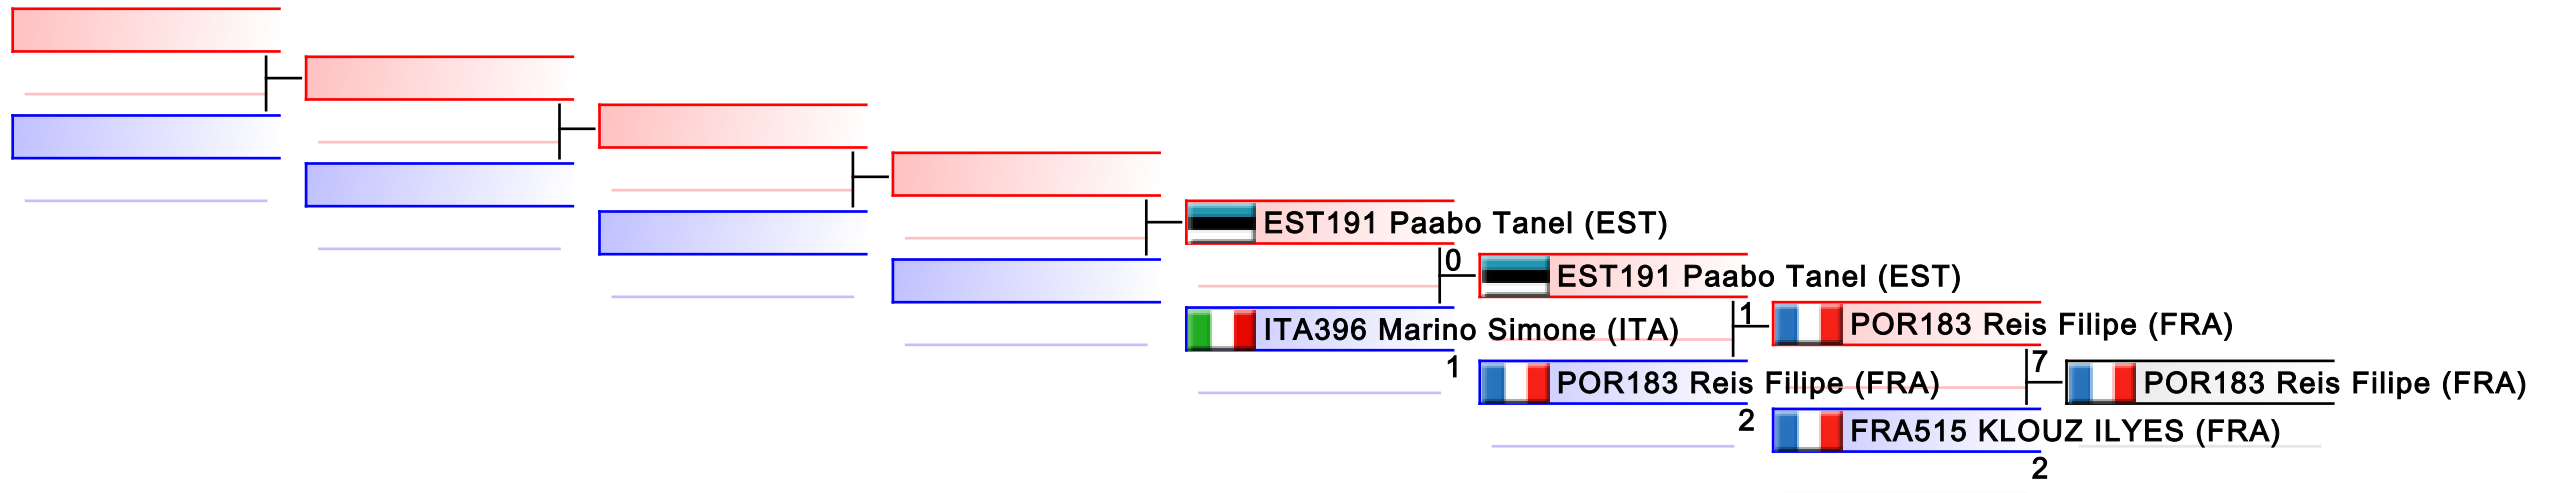 EST191 Paabo Tanel (EST)
0
EST191 Paabo Tanel (EST)
ITA396 Marino Simone (ITA)
1
1
POR183 Reis Filipe (FRA)
POR183 Reis Filipe (FRA)
2
7
POR183 Reis Filipe (FRA)
FRA515 KLOUZ ILYES (FRA)
2